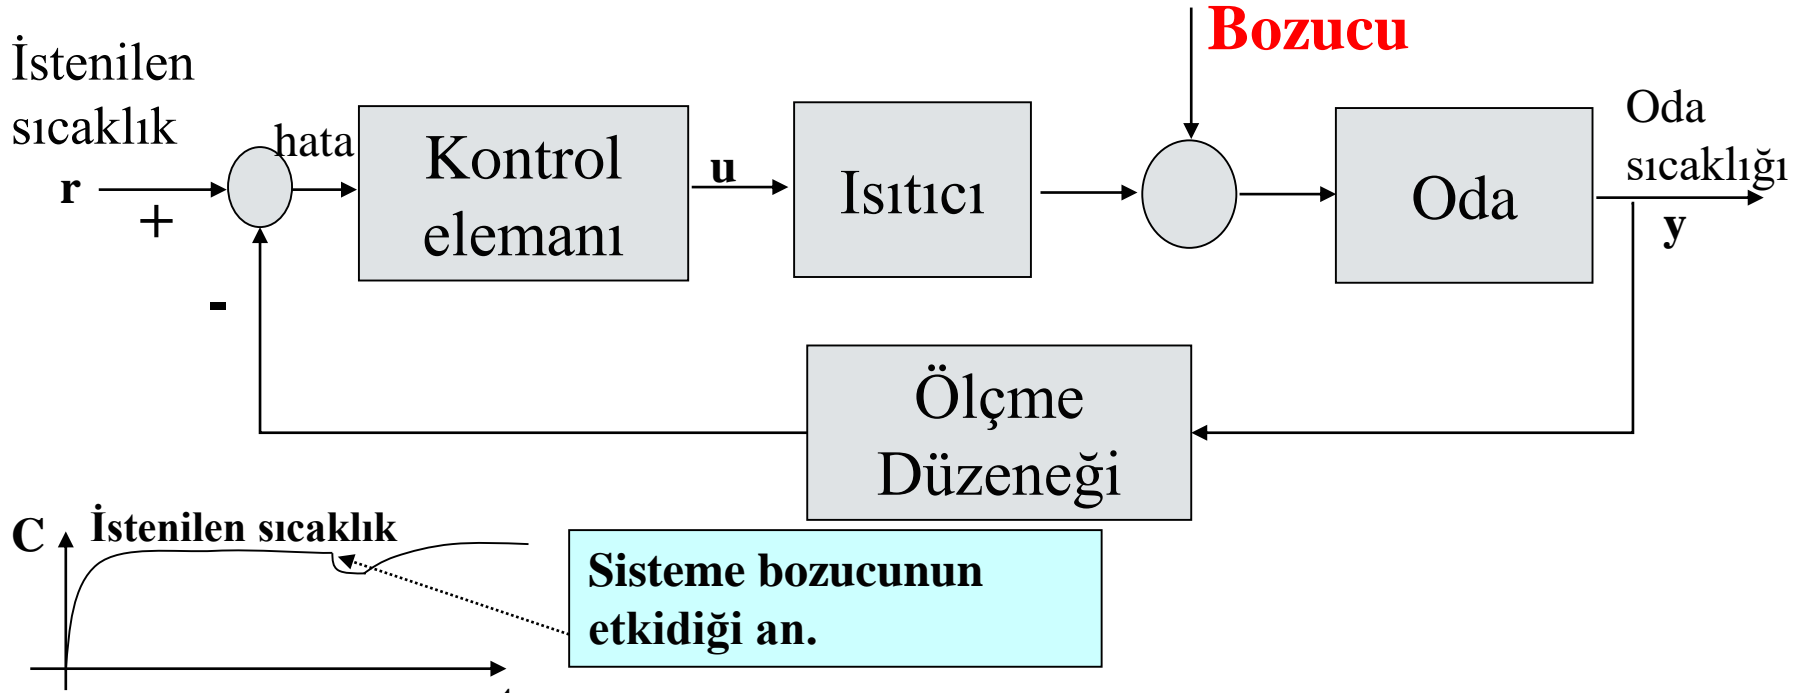 Bozucu
İstenilen
sıcaklık
hata
r
+
-
Kontrol
elemanı
u
Isıtıcı
Oda
Oda
sıcaklığı
y
Ölçme
Düzeneği
C
İstenilen sıcaklık
Sisteme bozucunun
etkidiği an.